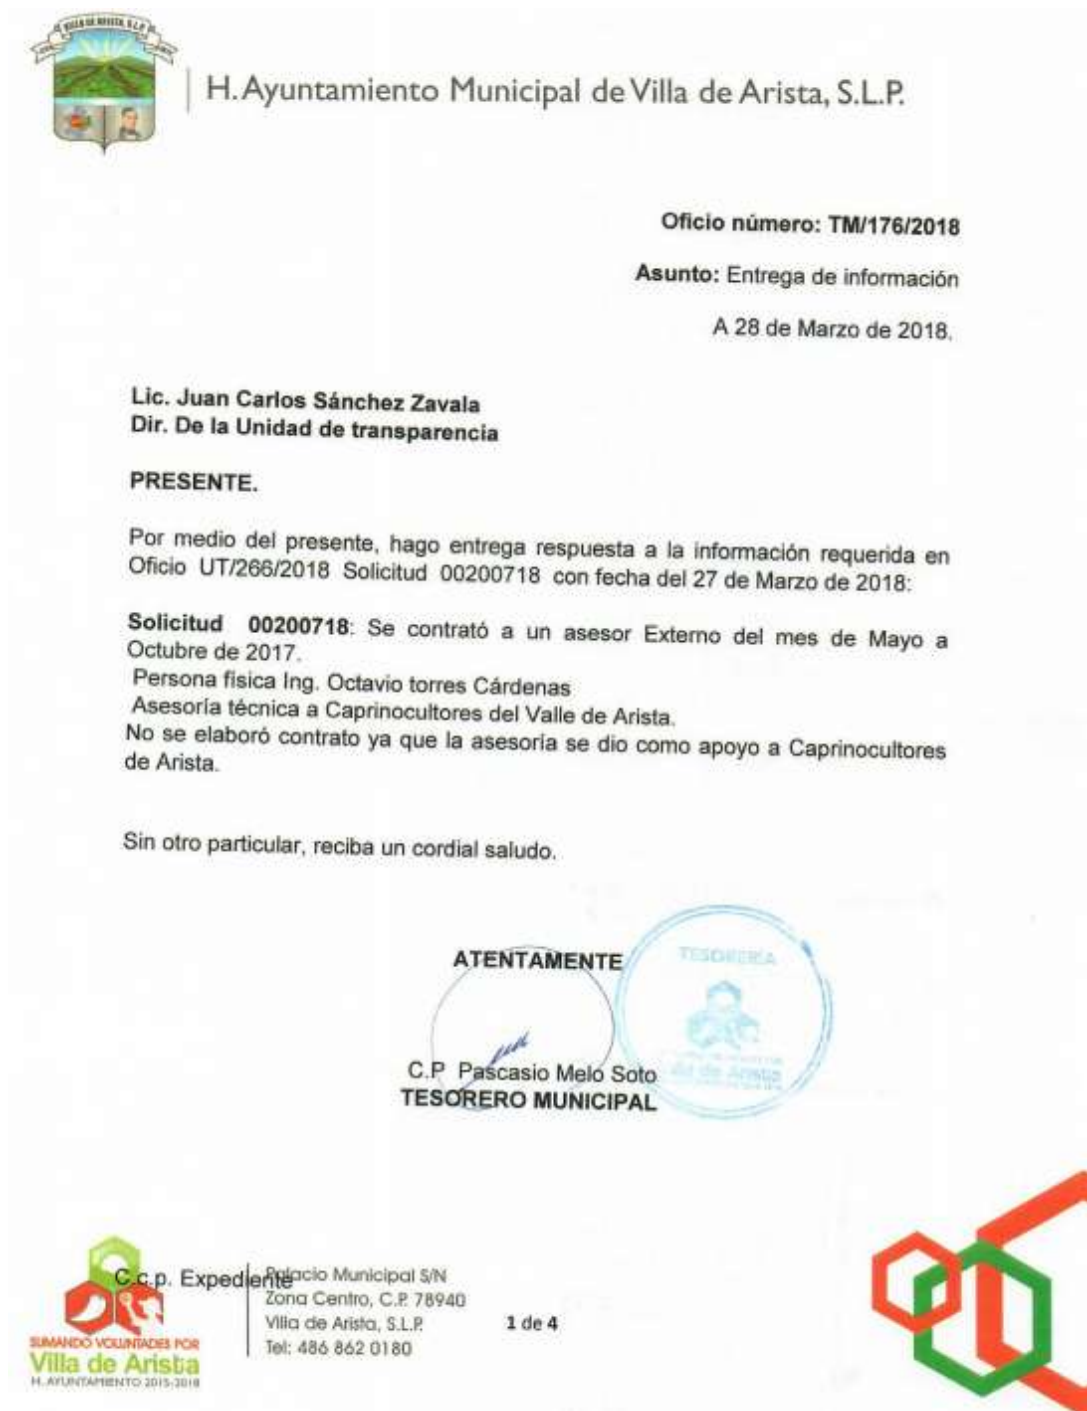 VILLA DE ARISTA, S.L.P.
H. Ayuntamiento Municipal de Villa de Arista, S.L.P.
Oficio número: TM/176/2018
Asunto: Entrega de información
A 28 de Marzo de 2018.
Lic. Juan Carlos Sánchez Zavala
Dir. De la Unidad de transparencia
PRESENTE.
Por medio del presente, hago entrega respuesta a la información requerida en
Oficio UT/266/2018 Solicitud 00200718 con fecha del 27 de Marzo de 2018:
Solicitud 00200718: Se contrató a un asesor Externo del mes de Mayo a
Octubre de 2017.
Persona física Ing. Octavio torres Cárdenas
Asesoría técnica a Caprinocultores del Valle de Arista.
No se elaboró contrato ya que la asesoría se dio como apoyo a Caprinocultores
de Arista.
Sin otro particular, reciba un cordial saludo.
ATENTAMENTE
TESORERIA
C.P Pascasio Melo Soto
TESORERO MUNICIPAL
de Arista
C.c.p. Expediente
Palacio Municipal S/N
Zona Centro, C.P. 78940
Villa de Arista, S.L.P.
Tel: 486 862 0180
1 de 4
SUMANDO VOLUNTADES POR
Villa de Arista
H. AYUNTAMIENTO 2015-2018